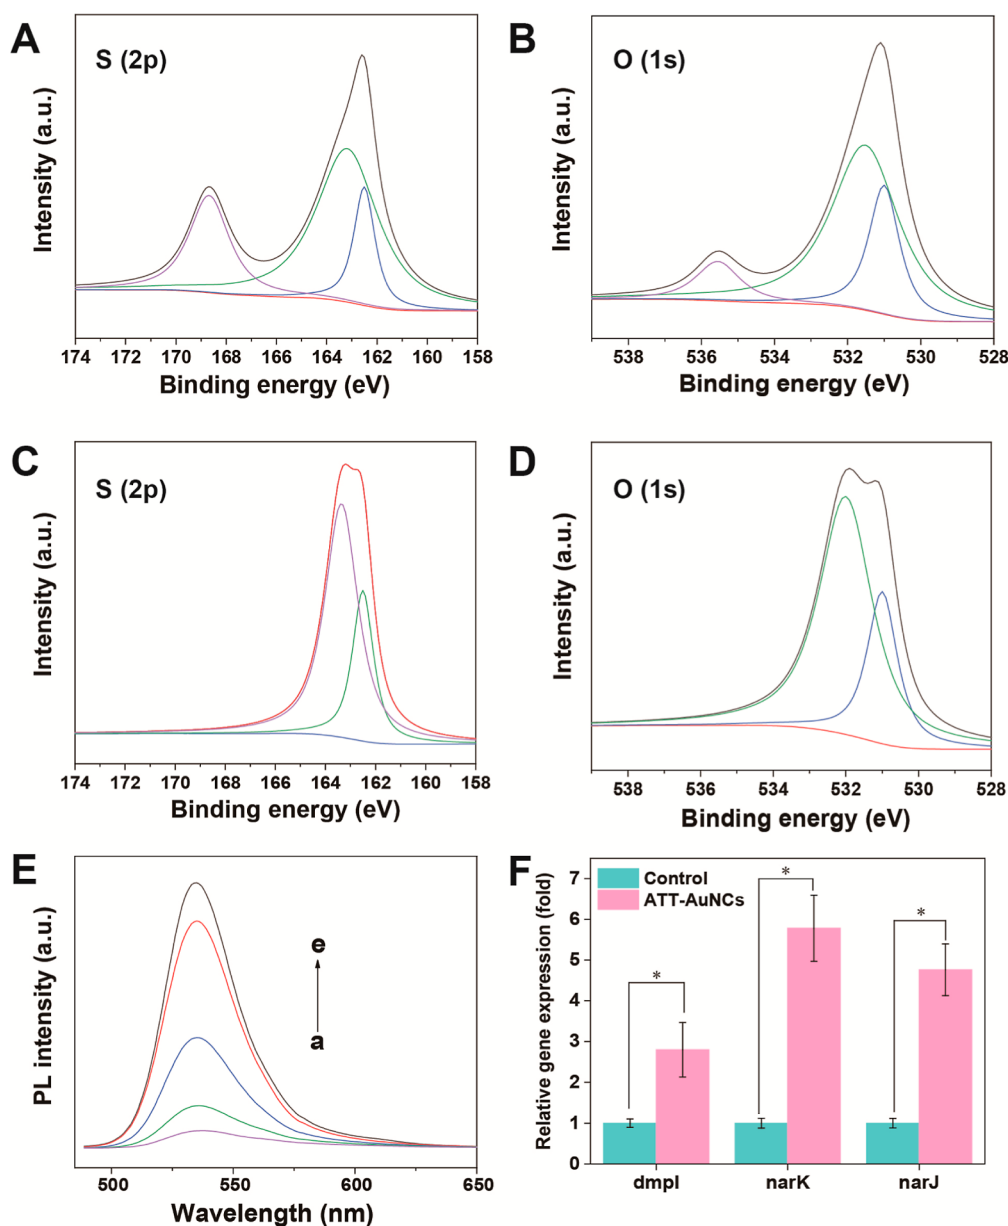 A
S (2p)
Intensity (a.u.)
174 172 170 168 166 164 162 160 158
Binding energy (eV)
B
O (1s)
Intensity (a.u.)
538 536 534 532 530 528
Binding energy (eV)
C
S (2p)
Intensity (a.u.)
174 172 170 168 166 164 162 160 158
Binding energy (eV)
D
O (1s)
Intensity (a.u.)
538 536 534 532 530 528
Binding energy (eV)
E
PL intensity (a.u.)
e
a
500 550 600 650
Wavelength (nm)
F
Relative gene expression (fold)
7
6
5
4
3
2
1
0
Control
ATT-AuNCs
*
*
*
dmpI narK narJ